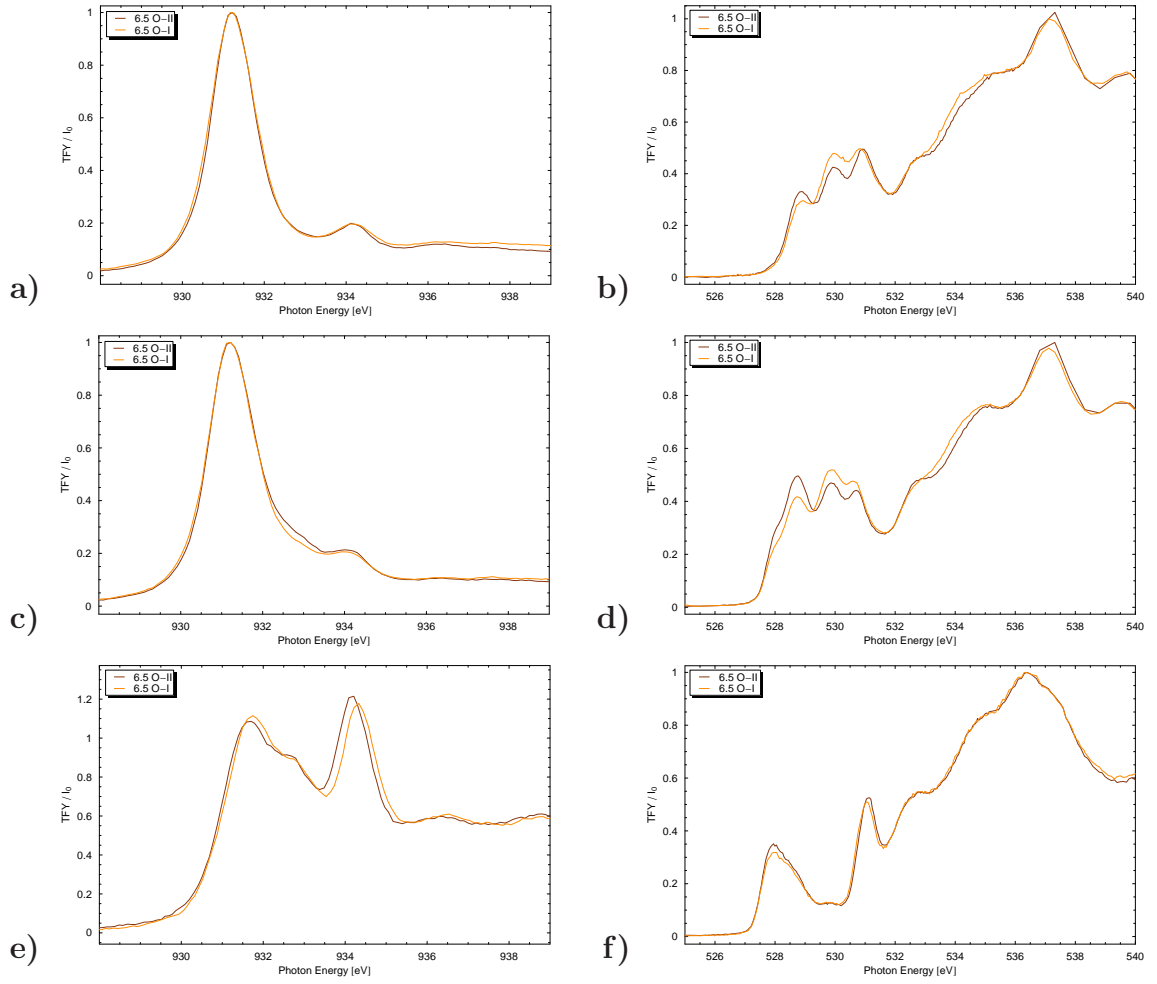 6.5 O−II
6.5 O−I
TFY / I0
1
0.8
0.6
0.4
0.2
0
930 932 934 936 938
Photon Energy [eV]
a)
6.5 O−II
6.5 O−I
TFY / I0
1
0.8
0.6
0.4
0.2
0
526 528 530 532 534 536 538 540
Photon Energy [eV]
b)
6.5 O−II
6.5 O−I
TFY / I0
1
0.8
0.6
0.4
0.2
0
930 932 934 936 938
Photon Energy [eV]
c)
6.5 O−II
6.5 O−I
TFY / I0
1
0.8
0.6
0.4
0.2
0
526 528 530 532 534 536 538 540
Photon Energy [eV]
d)
6.5 O−II
6.5 O−I
TFY / I0
1.2
1
0.8
0.6
0.4
0.2
0
930 932 934 936 938
Photon Energy [eV]
e)
6.5 O−II
6.5 O−I
TFY / I0
1
0.8
0.6
0.4
0.2
0
526 528 530 532 534 536 538 540
Photon Energy [eV]
f)